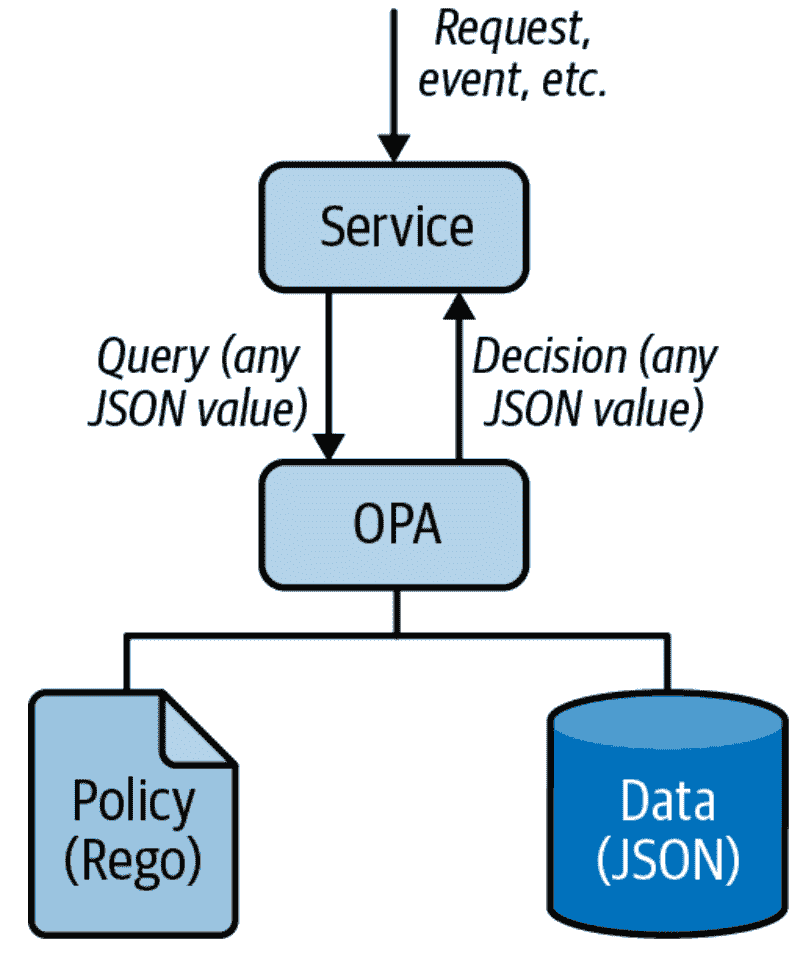 Request,
event, etc.
Service
Query (any
JSON value)
Decision (any
JSON value)
OPA
Policy
(Rego)
Data
(JSON)